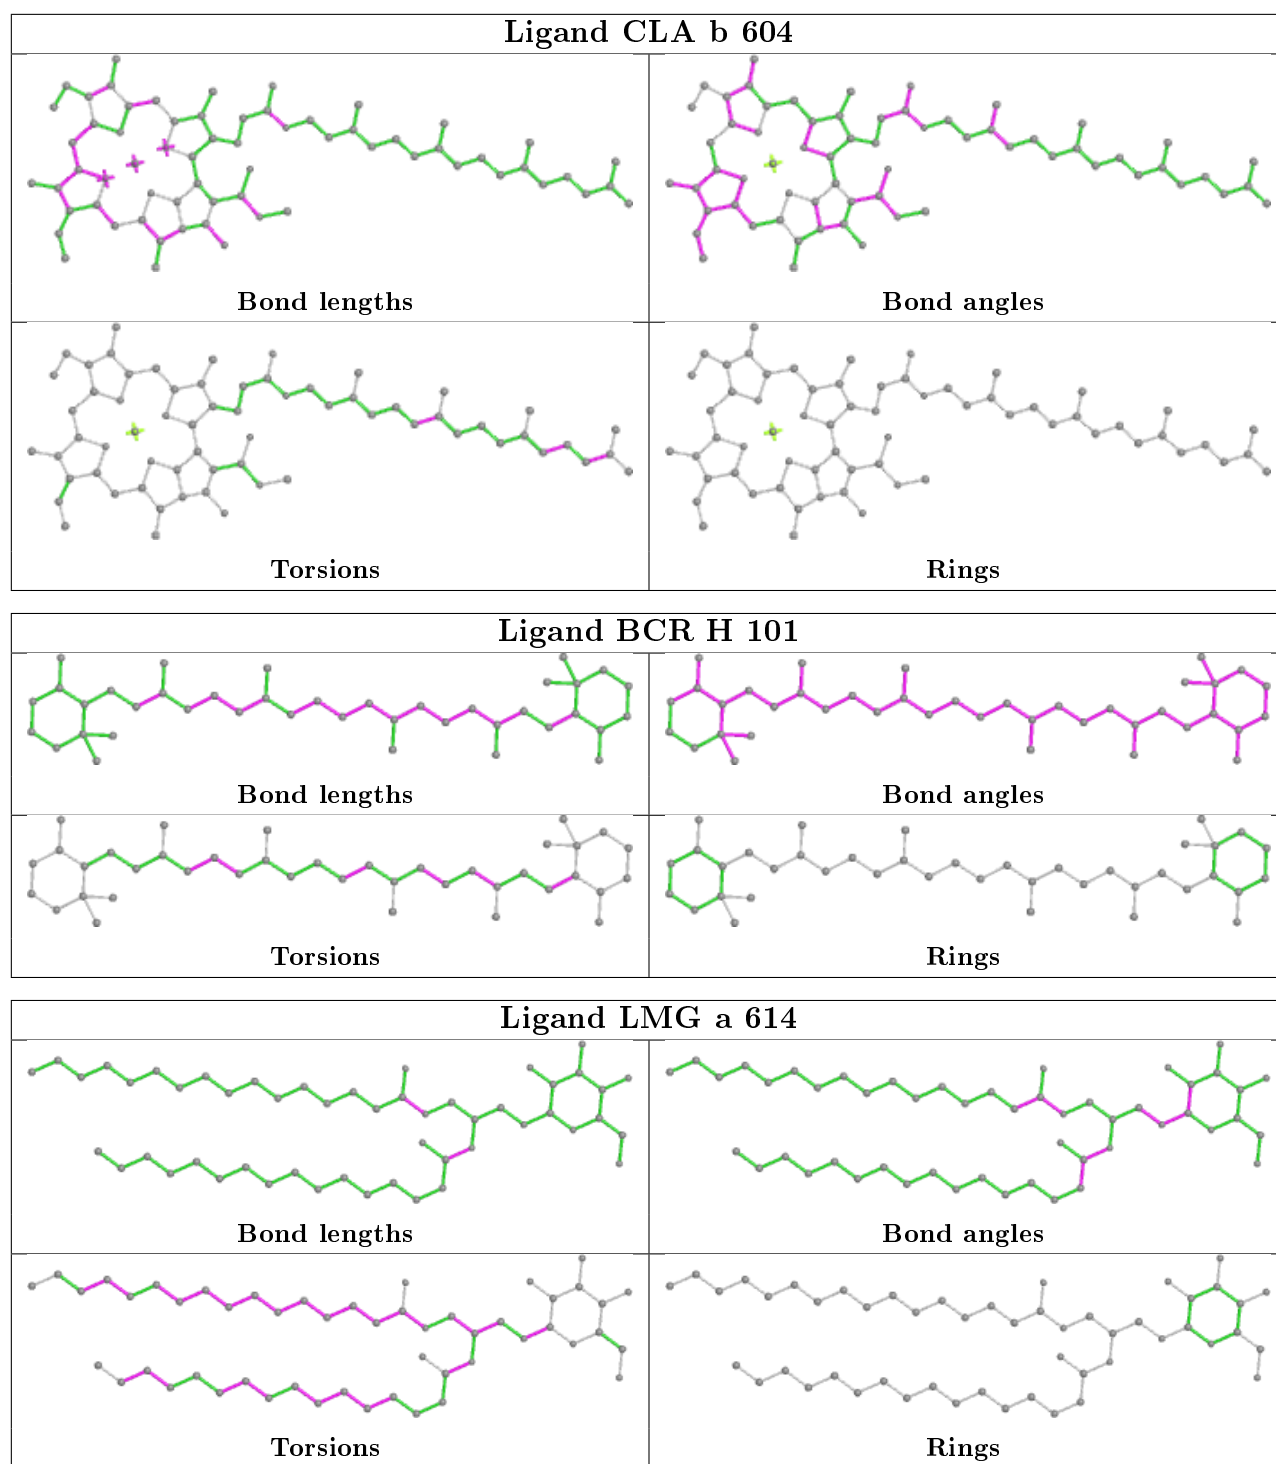 Ligand CLA b 604
Bond lengths
Bond angles
Torsions
Rings
Ligand BCR H 101
Bond lengths
Bond angles
Torsions
Rings
Ligand LMG a 614
Bond lengths
Bond angles
Torsions
Rings